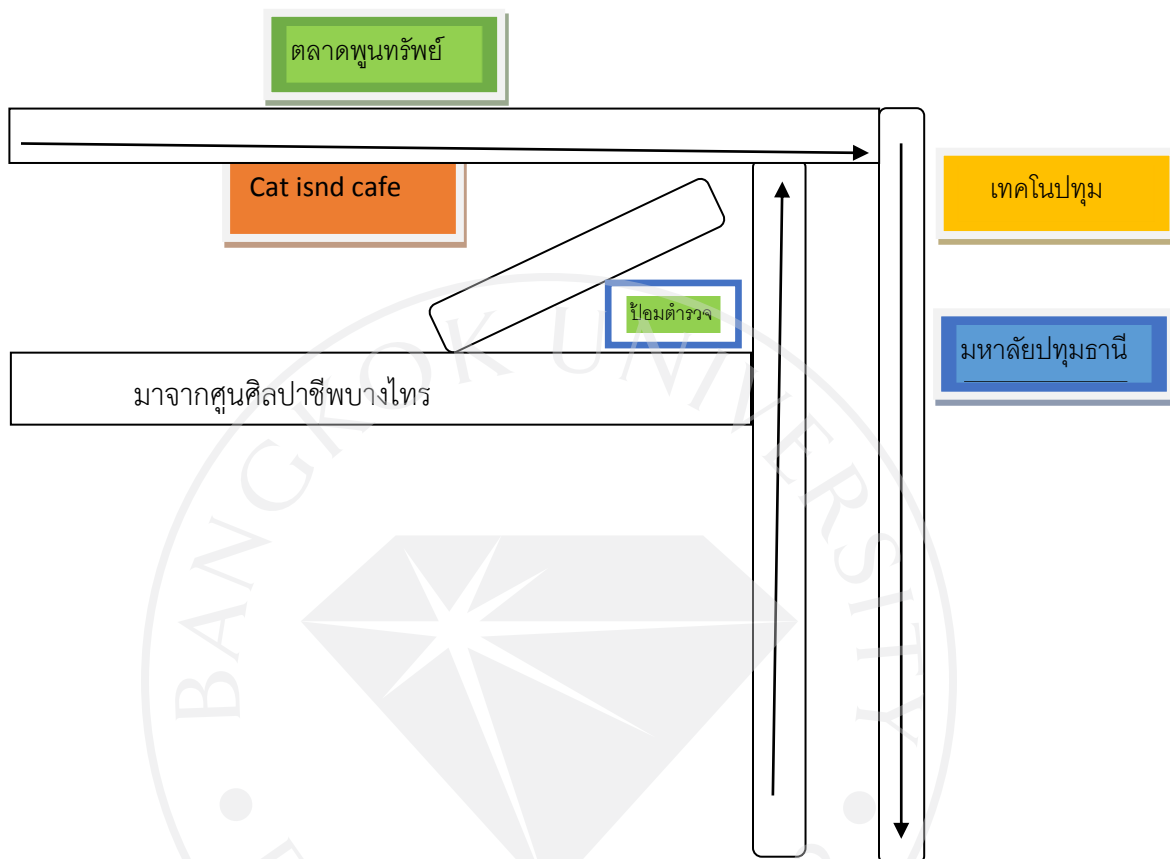 ตลาดพูนทรัพย์
Cat isnd cafe
เทคโนปทุม
ป้อมตำรวจ
มหาลัยปทุมธานี
มาจากศูนศิลปาชีพบางไทร
BANGKOK UNIVERSITY